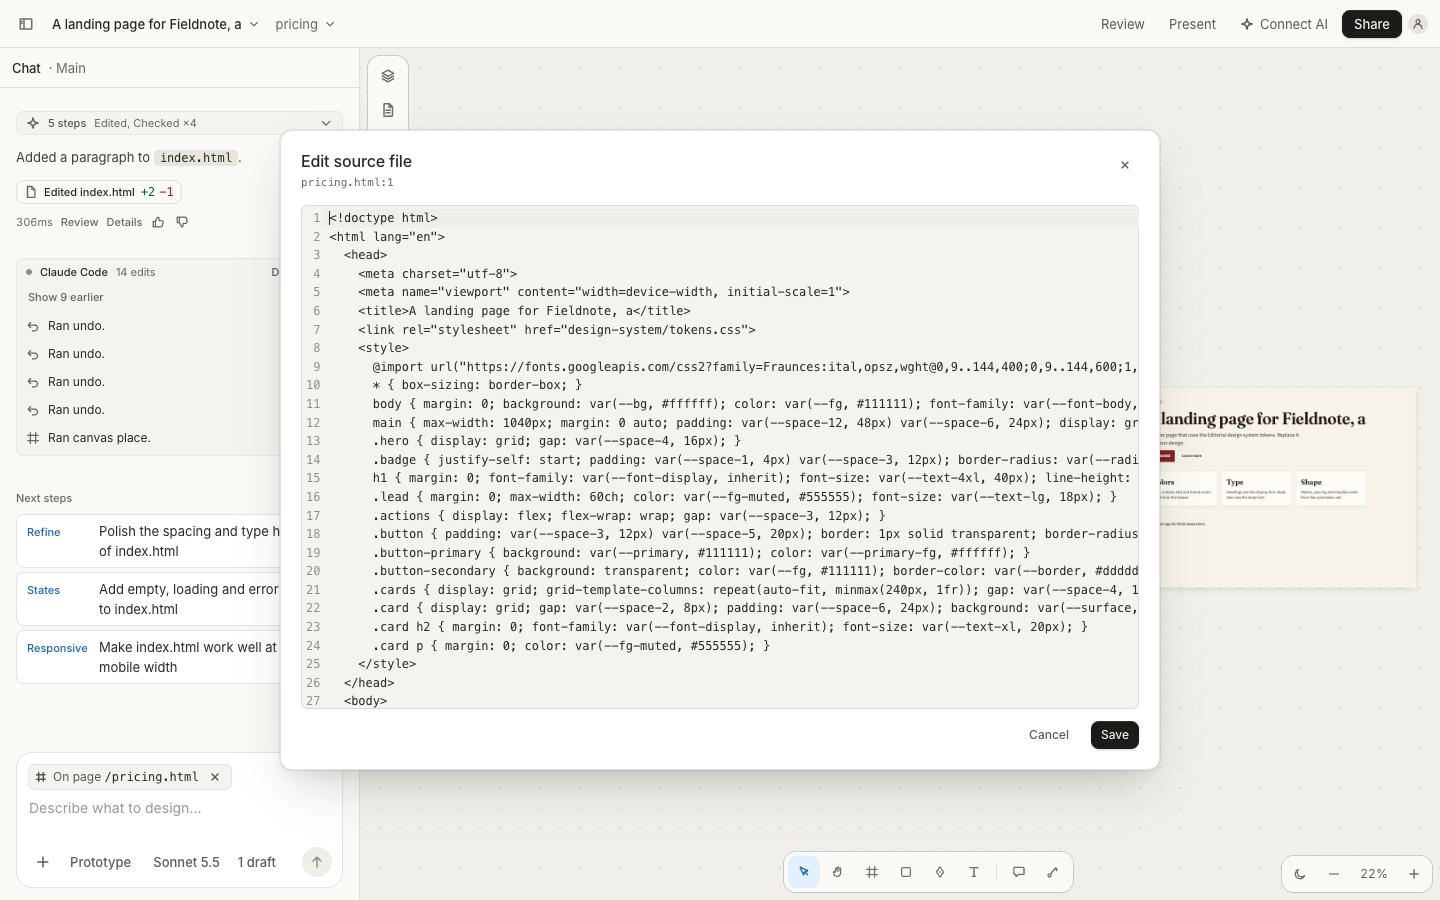 A landing page for Fieldnote, a
pricing
Review
Present
Connect AI
Share
Chat · Main
5 steps Edited, Checked ×4
Added a paragraph to index.html.
Edited index.html +2 −1
306ms Review Details
Claude Code 14 edits D
Show 9 earlier
Ran undo.
Ran undo.
Ran undo.
Ran undo.
Ran canvas place.
Next steps
Refine Polish the spacing and type h
of index.html
States Add empty, loading and error
to index.html
Responsive Make index.html work well at
mobile width
On page /pricing.html
Describe what to design...
Prototype Sonnet 5.5 1 draft
Edit source file
pricing.html:1
1 <!doctype html>
2 <html lang="en">
3 <head>
4 <meta charset="utf-8">
5 <meta name="viewport" content="width=device-width, initial-scale=1">
6 <title>A landing page for Fieldnote, a</title>
7 <link rel="stylesheet" href="design-system/tokens.css">
8 <style>
9 @import url("https://fonts.googleapis.com/css2?family=Fraunces:ital,opsz,wght@0,9..144,400;0,9..144,600;1,
10 * { box-sizing: border-box; }
11 body { margin: 0; background: var(--bg, #ffffff); color: var(--fg, #111111); font-family: var(--font-body,
12 main { max-width: 1040px; margin: 0 auto; padding: var(--space-12, 48px) var(--space-6, 24px); display: gr
13 .hero { display: grid; gap: var(--space-4, 16px); }
14 .badge { justify-self: start; padding: var(--space-1, 4px) var(--space-3, 12px); border-radius: var(--radi
15 h1 { margin: 0; font-family: var(--font-display, inherit); font-size: var(--text-4xl, 40px); line-height:
16 .lead { margin: 0; max-width: 60ch; color: var(--fg-muted, #555555); font-size: var(--text-lg, 18px); }
17 .actions { display: flex; flex-wrap: wrap; gap: var(--space-3, 12px); }
18 .button { padding: var(--space-3, 12px) var(--space-5, 20px); border: 1px solid transparent; border-radius
19 .button-primary { background: var(--primary, #111111); color: var(--primary-fg, #ffffff); }
20 .button-secondary { background: transparent; color: var(--fg, #111111); border-color: var(--border, #ddddd
21 .cards { display: grid; grid-template-columns: repeat(auto-fit, minmax(240px, 1fr)); gap: var(--space-4, 1
22 .card { display: grid; gap: var(--space-2, 8px); padding: var(--space-6, 24px); background: var(--surface,
23 .card h2 { margin: 0; font-family: var(--font-display, inherit); font-size: var(--text-xl, 20px); }
24 .card p { margin: 0; color: var(--fg-muted, #555555); }
25 </style>
26 </head>
27 <body>
Cancel
Save
landing page for Fieldnote, a
page that uses the Editorial design system tokens. Replace it
our design.
Learn more
Type
Shape
22%